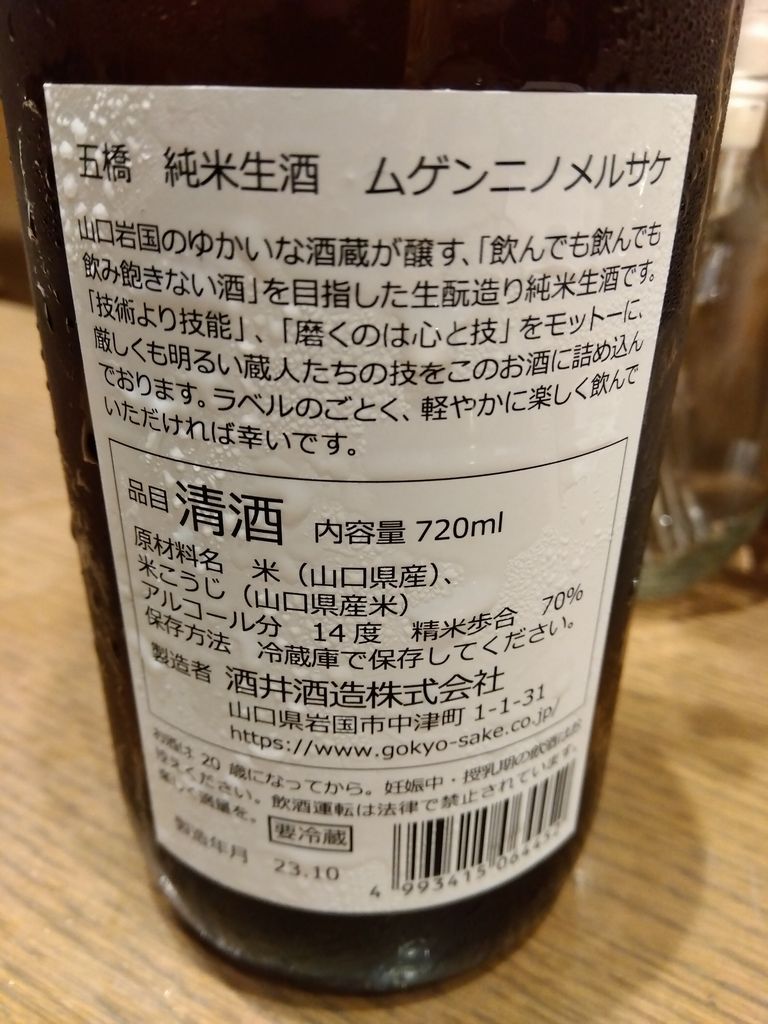 五橋　純米生酒　ムゲンニノメルサケ
山口岩国のゆかいな酒蔵が醸す、「飲んでも飲んでも
飲み飽きない酒」を目指した生酛造り純米生酒です。
「技術より技能」、「磨くのは心と技」をモットーに、
厳しくも明るい蔵人たちの技をこのお酒に詰め込ん
でおります。ラベルのごとく、軽やかに楽しく飲んで
いただければ幸いです。
品目 清酒　内容量 720ml
原材料名　米（山口県産）、
米こうじ（山口県産米）
アルコール分　14度　精米歩合　70%
保存方法　冷蔵庫で保存してください。
製造者 酒井酒造株式会社
山口県岩国市中津町 1-1-31
https://www.gokyo-sake.co.jp/
お酒は 20 歳になってから。妊娠中・授乳期の飲酒はお
控えください。飲酒運転は法律で禁止されています。
楽しく適量を。 要冷蔵
製造年月　23.10
4 993415 064452